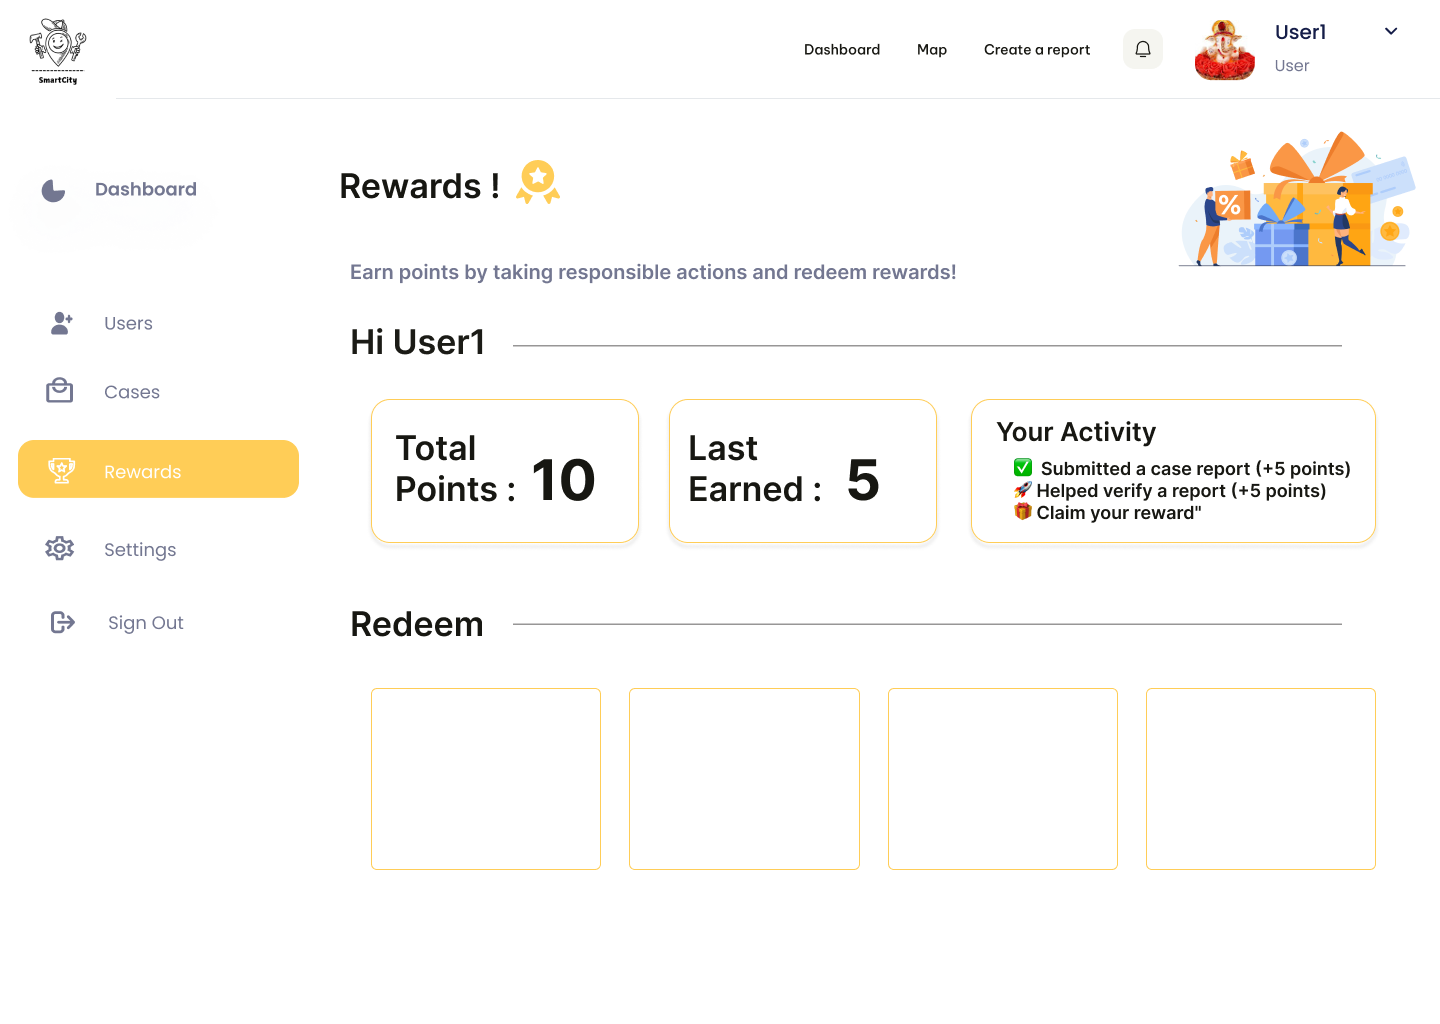 SmartCity
Dashboard
Map
Create a report
User1
User
Dashboard
Users
Cases
Rewards
Settings
Sign Out
Rewards !
%
Earn points by taking responsible actions and redeem rewards!
Hi User1
Total
Points : 10
Last
Earned : 5
Your Activity
✅ Submitted a case report (+5 points)
🚀 Helped verify a report (+5 points)
🎁 Claim your reward"
Redeem